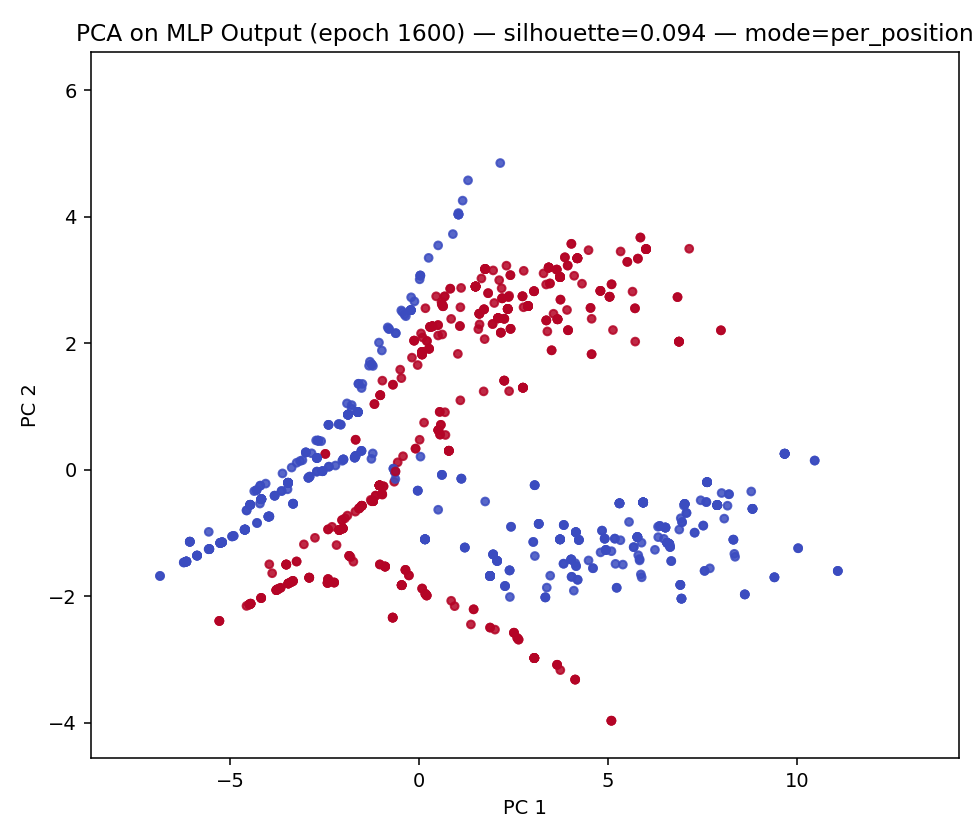 PCA on MLP Output (epoch 1600) — silhouette=0.094 — mode=per_position
6
4
2
0
−2
−4
PC 2
−5 0 5 10
PC 1